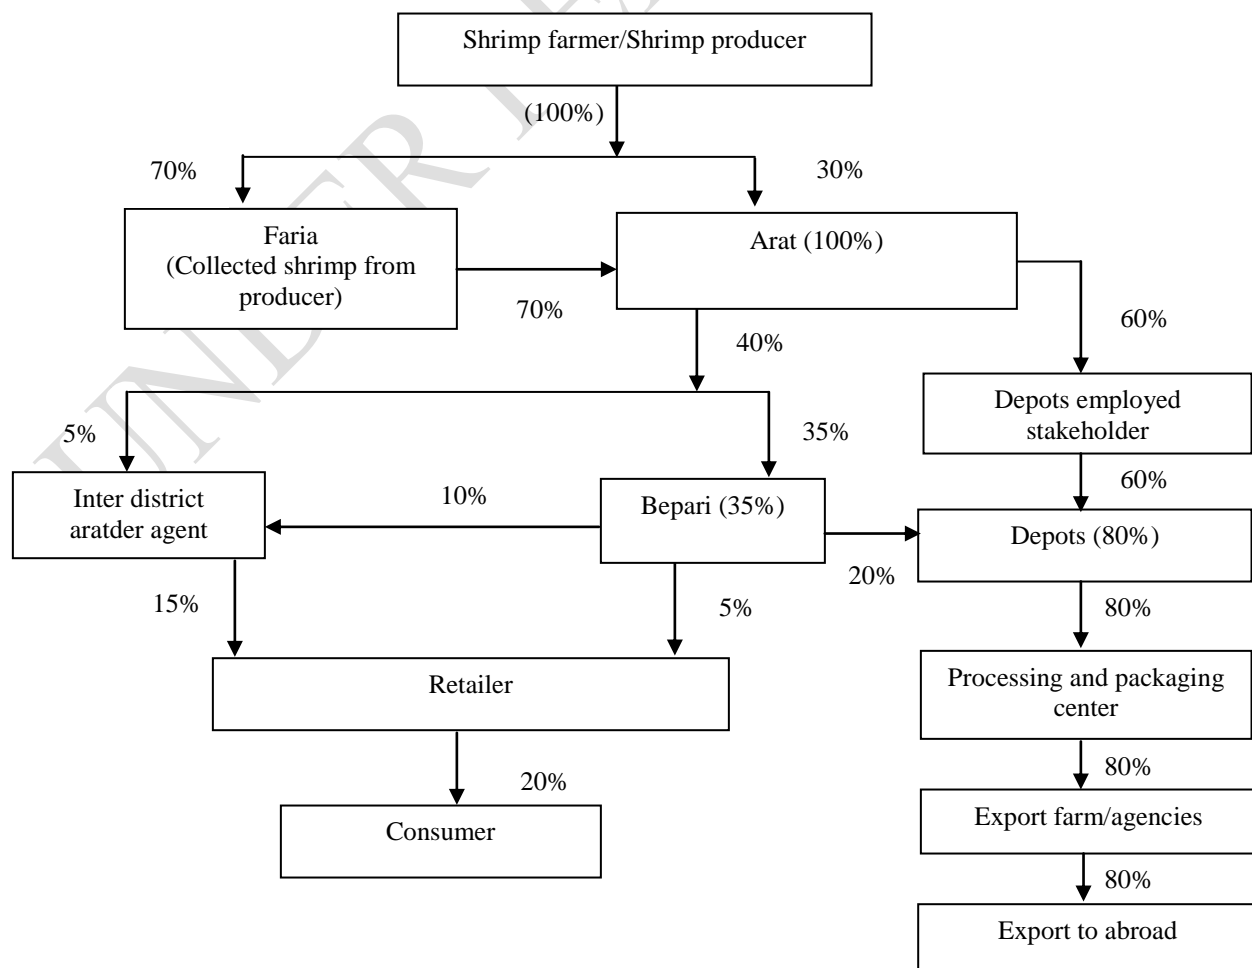 Shrimp farmer/Shrimp producer
(100%)
70%
30%
Faria
(Collected shrimp from
producer)
Arat (100%)
70%
60%
40%
Depots employed
stakeholder
5%
35%
60%
Inter district
aratder agent
10%
Bepari (35%)
Depots (80%)
20%
15%
5%
80%
Retailer
Processing and packaging
center
20%
80%
Consumer
Export farm/agencies
80%
Export to abroad
UNDER